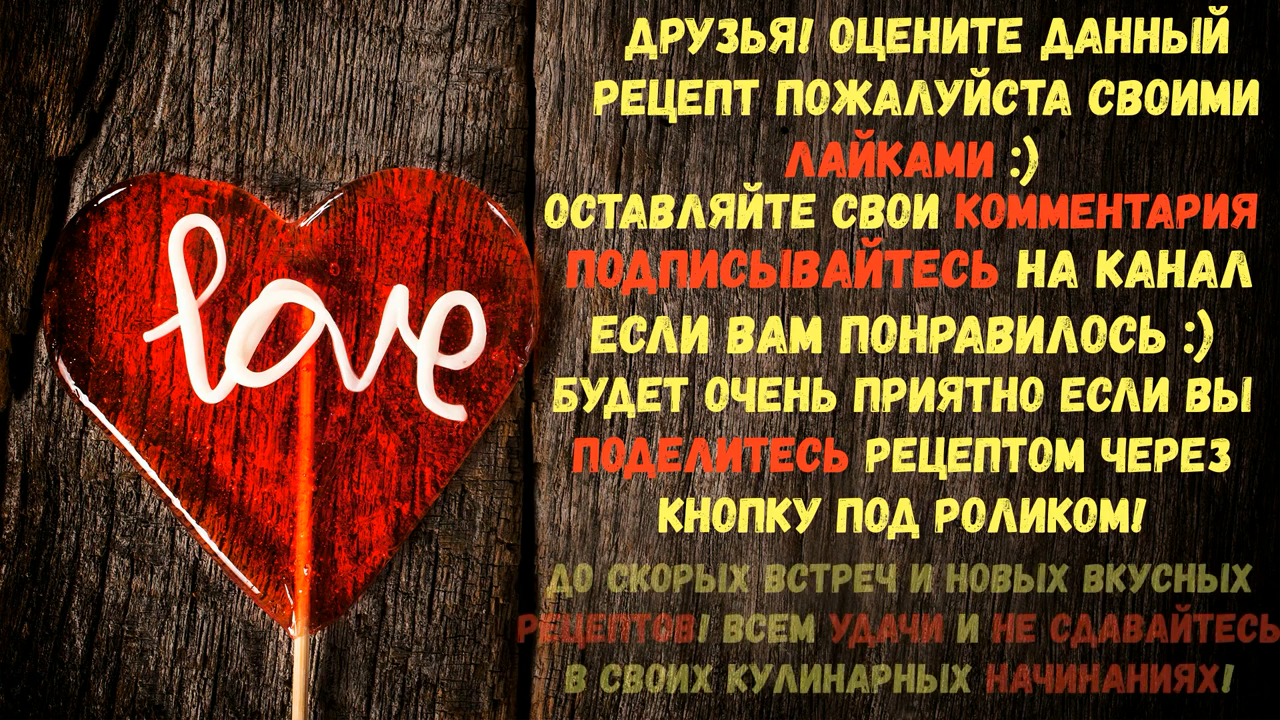 love
ДРУЗЬЯ! ОЦЕНИТЕ ДАННЫЙ
РЕЦЕПТ ПОЖАЛУЙСТА СВОИМИ
ЛАЙКАМИ :)
ОСТАВЛЯЙТЕ СВОИ КОММЕНТАРИЯ
ПОДПИСЫВАЙТЕСЬ НА КАНАЛ
ЕСЛИ ВАМ ПОНРАВИЛОСЬ :)
БУДЕТ ОЧЕНЬ ПРИЯТНО ЕСЛИ ВЫ
ПОДЕЛИТЕСЬ РЕЦЕПТОМ ЧЕРЕЗ
КНОПКУ ПОД РОЛИКОМ!
ДО СКОРЫХ ВСТРЕЧ И НОВЫХ ВКУСНЫХ
РЕЦЕПТОВ! ВСЕМ УДАЧИ И НЕ СДАВАЙТЕСЬ
В СВОИХ КУЛИНАРНЫХ НАЧИНАНИЯХ!